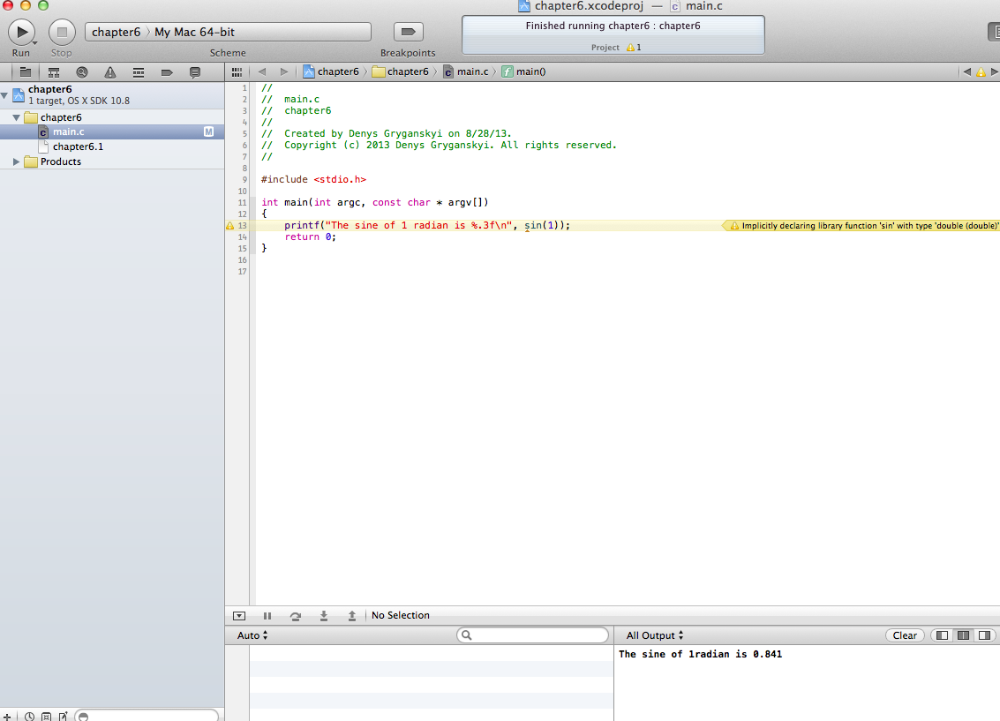 chapter6.xcodeproj — main.c
Run
Stop
chapter6 〉 My Mac 64-bit
Scheme
Breakpoints
Finished running chapter6 : chapter6
Project 1
chapter6 〉 chapter6 〉 main.c 〉 main()
chapter6
1 target, OS X SDK 10.8
chapter6
main.c M
chapter6.1
Products
1 //
2 //  main.c
3 //  chapter6
4 //
5 //  Created by Denys Gryganskyi on 8/28/13.
6 //  Copyright (c) 2013 Denys Gryganskyi. All rights reserved.
7 //
8
9 #include <stdio.h>
10
11 int main(int argc, const char * argv[])
12 {
13     printf("The sine of 1 radian is %.3f\n", sin(1)); Implicitly declaring library function 'sin' with type 'double (double)'
14     return 0;
15 }
16
17
No Selection
Auto
All Output
Clear
The sine of 1radian is 0.841